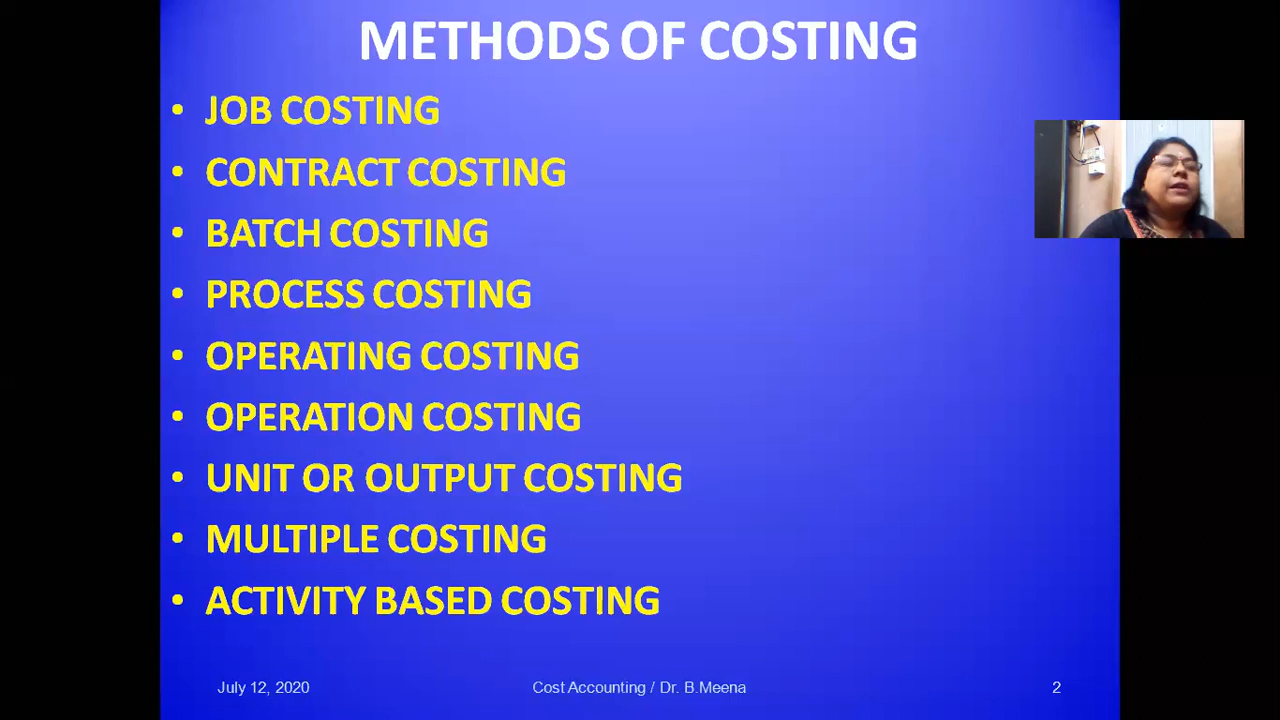 METHODS OF COSTING
• JOB COSTING
• CONTRACT COSTING
• BATCH COSTING
• PROCESS COSTING
• OPERATING COSTING
• OPERATION COSTING
• UNIT OR OUTPUT COSTING
• MULTIPLE COSTING
• ACTIVITY BASED COSTING
July 12, 2020 Cost Accounting / Dr. B.Meena 2